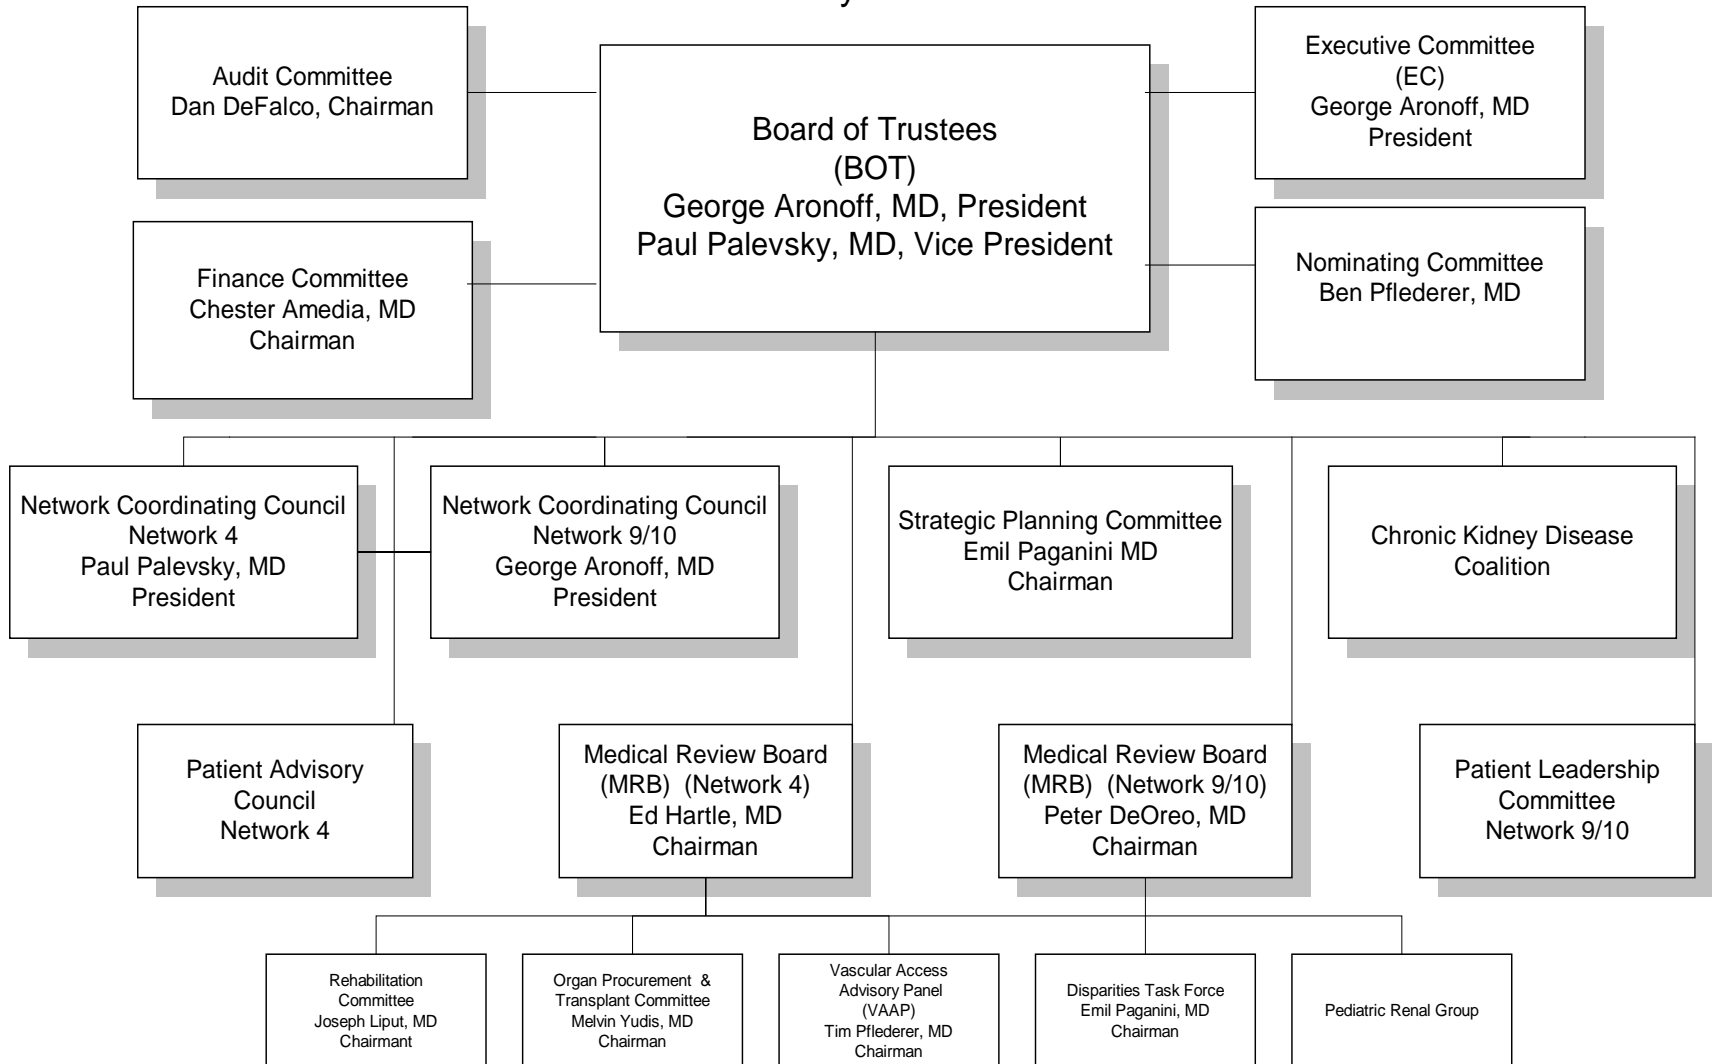 Audit Committee
Dan DeFalco, Chairman
Board of Trustees
(BOT)
George Aronoff, MD, President
Paul Palevsky, MD, Vice President
Executive Committee
(EC)
George Aronoff, MD
President
Finance Committee
Chester Amedia, MD
Chairman
Nominating Committee
Ben Pflederer, MD
Network Coordinating Council
Network 4
Paul Palevsky, MD
President
Network Coordinating Council
Network 9/10
George Aronoff, MD
President
Strategic Planning Committee
Emil Paganini MD
Chairman
Chronic Kidney Disease
Coalition
Patient Advisory
Council
Network 4
Medical Review Board
(MRB)  (Network 4)
Ed Hartle, MD
Chairman
Medical Review Board
(MRB)  (Network 9/10)
Peter DeOreo, MD
Chairman
Patient Leadership
Committee
Network 9/10
Rehabilitation
Committee
Joseph Liput, MD
Chairmant
Organ Procurement  &
Transplant Committee
Melvin Yudis, MD
Chairman
Vascular Access
Advisory Panel
(VAAP)
Tim Pflederer, MD
Chairman
Disparities Task Force
Emil Paganini, MD
Chairman
Pediatric Renal Group